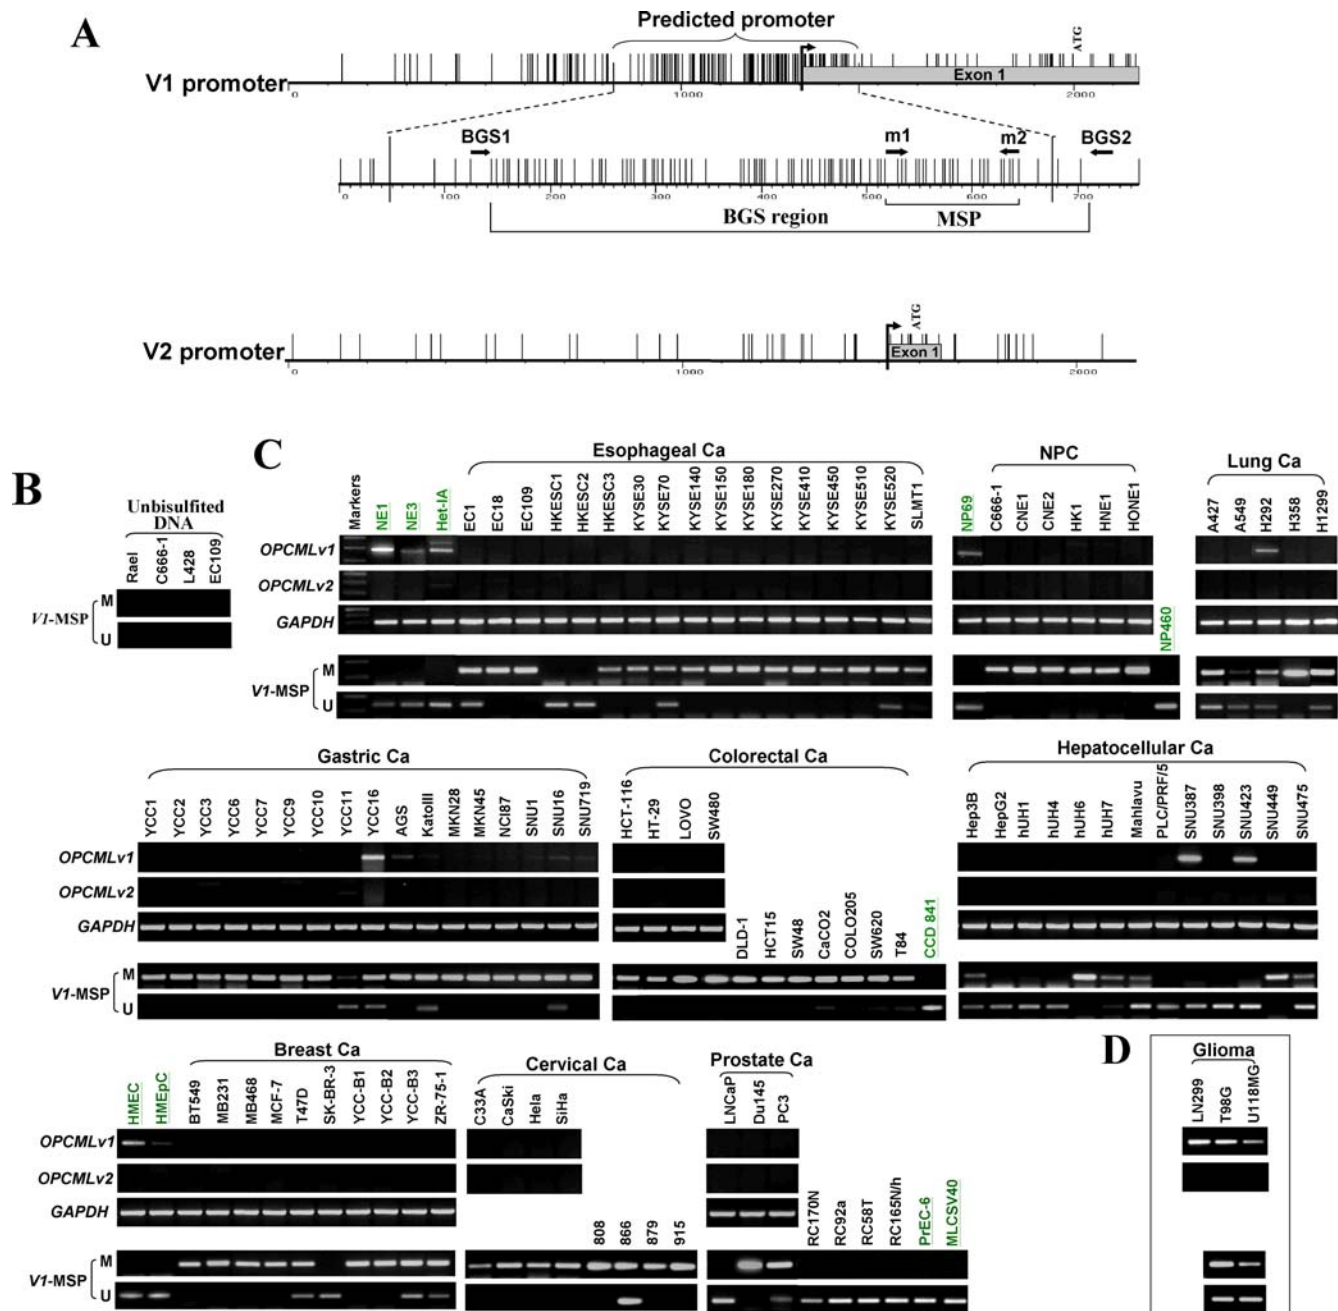 A
Predicted promoter
V1 promoter
ATG
Exon 1
0 1000 2000
BGS1 m1 m2 BGS2
0 100 200 300 400 500 600 700
BGS region MSP
V2 promoter
ATG
Exon 1
0 1000 2000
B
Unbisulfited DNA
Rael C666-1 L428 EC109
V1-MSP M U
C
Esophageal Ca
Markers NE1 NE3 Het-IA EC1 EC18 EC109 HKESC1 HKESC2 HKESC3 KYSE30 KYSE70 KYSE140 KYSE150 KYSE180 KYSE270 KYSE410 KYSE450 KYSE510 KYSE520 SLMT1
NPC
NP69 C666-1 CNE1 CNE2 HK1 HNE1 HONE1
NP460
Lung Ca
A427 A549 H292 H358 H1299
OPCMLv1
OPCMLv2
GAPDH
V1-MSP M U
Gastric Ca
YCC1 YCC2 YCC3 YCC6 YCC7 YCC9 YCC10 YCC11 YCC16 AGS KatoIII MKN28 MKN45 NCI87 SNU1 SNU16 SNU719
Colorectal Ca
HCT-116 HT-29 LOVO SW480
DLD-1 HCT15 SW48 CaCO2 COLO205 SW620 T84 CCD 841
Hepatocellular Ca
Hep3B HepG2 hUH1 hUH4 hUH6 hUH7 Mahlavu PLC/PRF/5 SNU387 SNU398 SNU423 SNU449 SNU475
OPCMLv1
OPCMLv2
GAPDH
V1-MSP M U
Breast Ca
HMEC HMEpC BT549 MB231 MB468 MCF-7 T47D SK-BR-3 YCC-B1 YCC-B2 YCC-B3 ZR-75-1
Cervical Ca
C33A CaSki Hela SiHa
808 866 879 915
Prostate Ca
LNCaP Du145 PC3
RC170N RC92a RC58T RC165N/h PrEC-6 MLCSV40
OPCMLv1
OPCMLv2
GAPDH
V1-MSP M U
D
Glioma
LN299 T98G U118MG